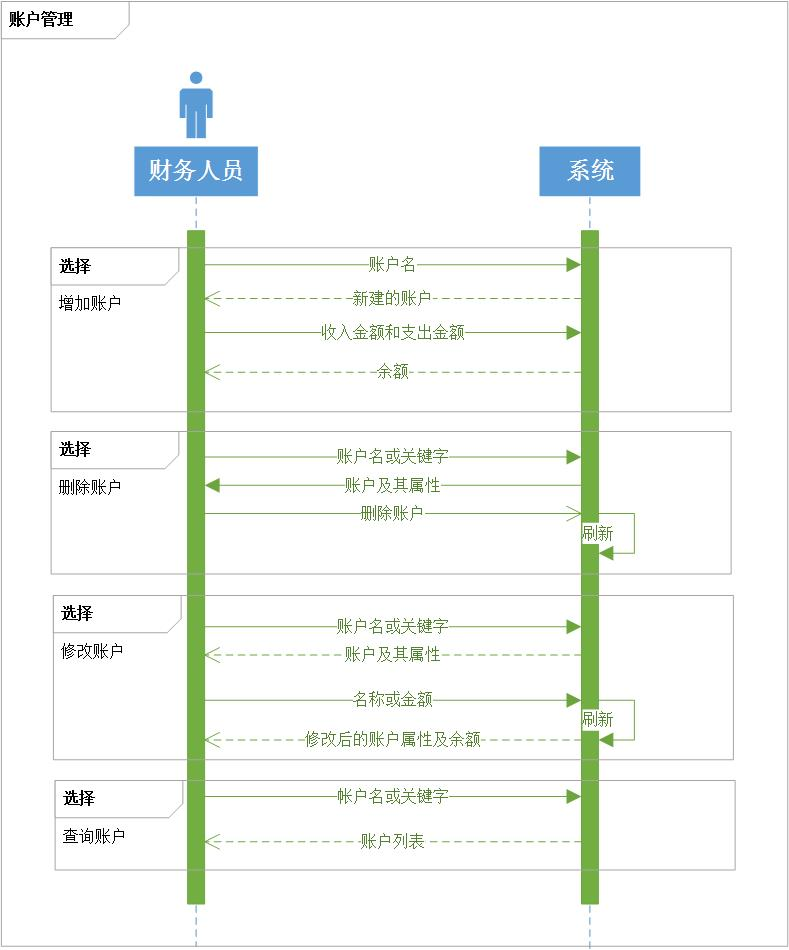 账户管理
财务人员
系统
选择
增加账户
账户名
新建的账户
收入金额和支出金额
余额
选择
删除账户
账户名或关键字
账户及其属性
删除账户
刷新
选择
修改账户
账户名或关键字
账户及其属性
名称或金额
刷新
修改后的账户属性及余额
选择
查询账户
帐户名或关键字
账户列表